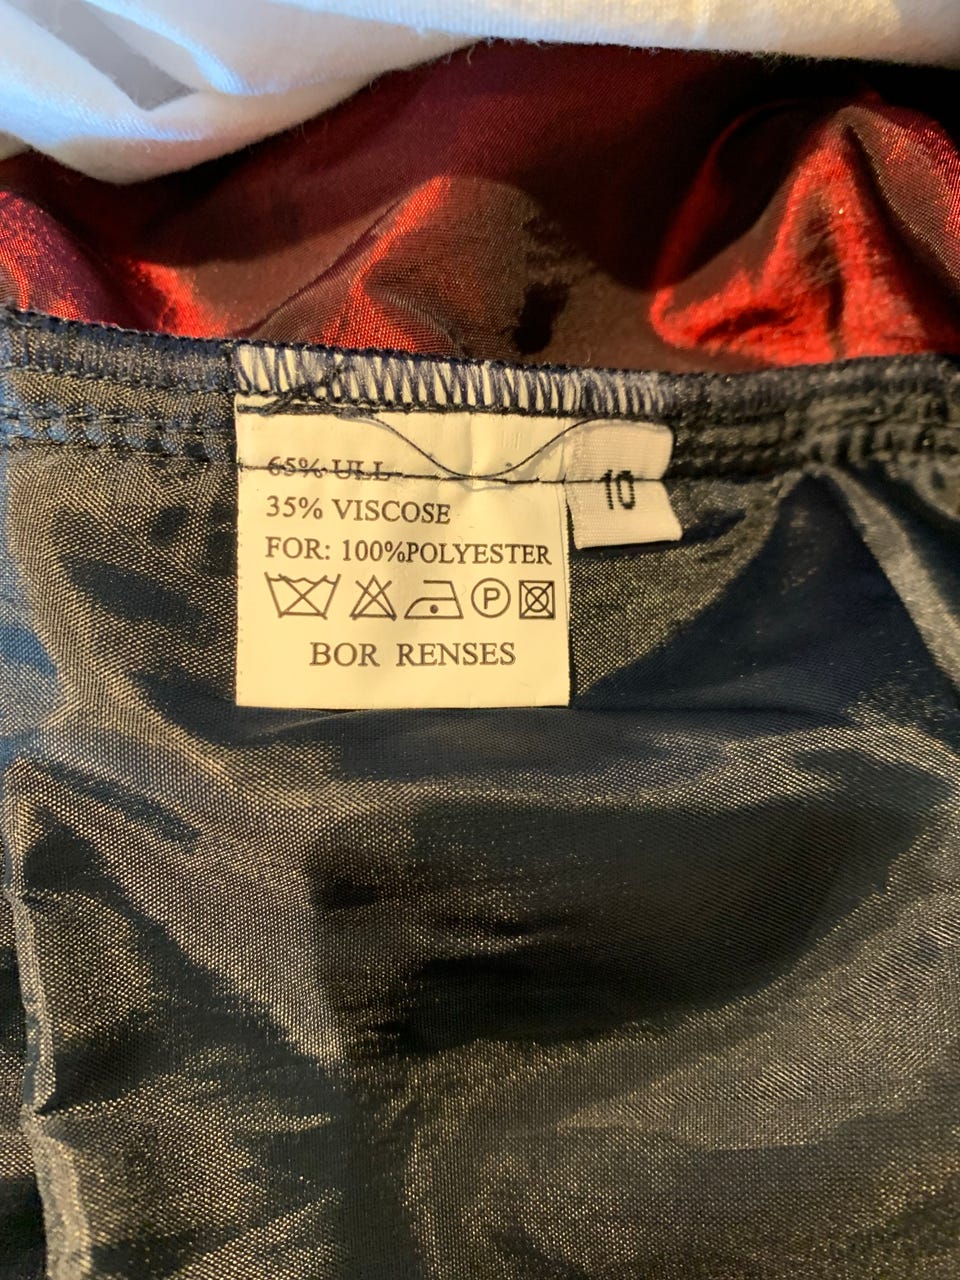 65% ULL
35% VISCOSE
10
FOR: 100%POLYESTER
P
BOR RENSES